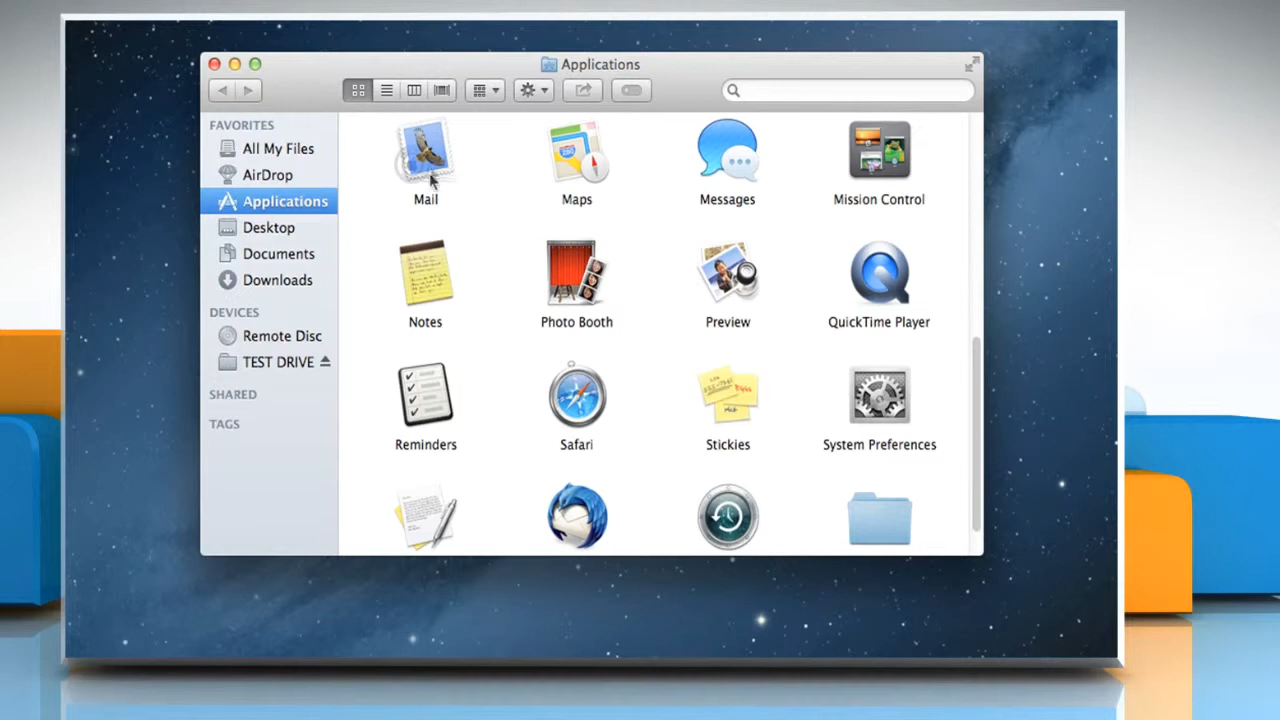 Applications
FAVORITES
All My Files
AirDrop
Applications
Desktop
Documents
Downloads
DEVICES
Remote Disc
TEST DRIVE
SHARED
TAGS
Mail
Maps
Messages
Mission Control
Notes
Photo Booth
Preview
QuickTime Player
Reminders
Safari
Stickies
System Preferences